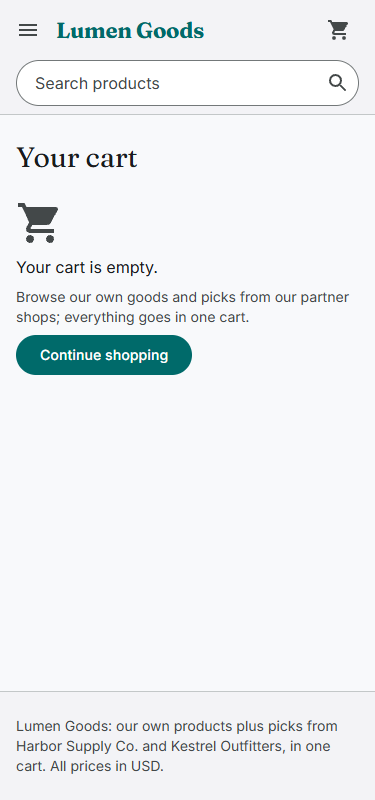 Lumen Goods
Search products
Your cart
Your cart is empty.
Browse our own goods and picks from our partner
shops; everything goes in one cart.
Continue shopping
Lumen Goods: our own products plus picks from
Harbor Supply Co. and Kestrel Outfitters, in one
cart. All prices in USD.